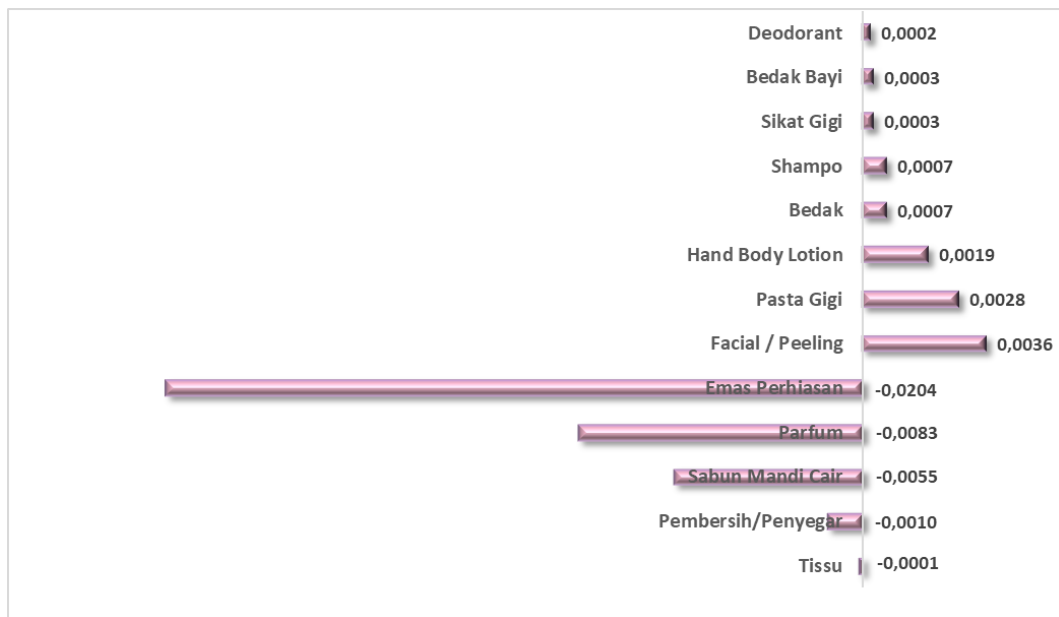 Deodorant 0,0002
Bedak Bayi 0,0003
Sikat Gigi 0,0003
Shampo 0,0007
Bedak 0,0007
Hand Body Lotion 0,0019
Pasta Gigi 0,0028
Facial / Peeling 0,0036
Emas Perhiasan -0,0204
Parfum -0,0083
Sabun Mandi Cair -0,0055
Pembersih/Penyegar -0,0010
Tissu -0,0001